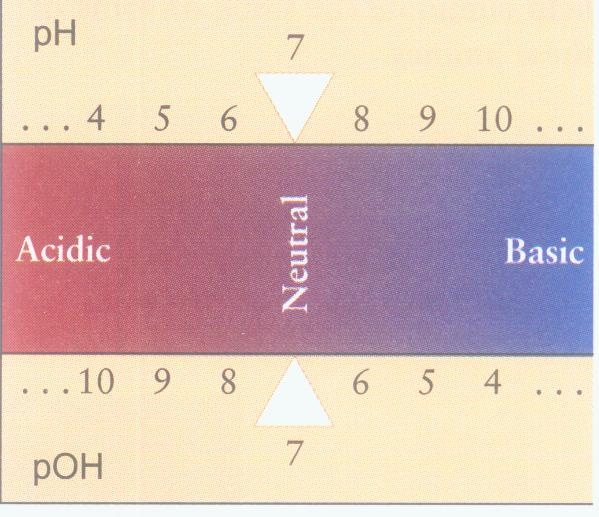 pH
7
... 4 5 6 8 9 10 ...
Acidic Neutral Basic
... 10 9 8 6 5 4 ...
7
pOH